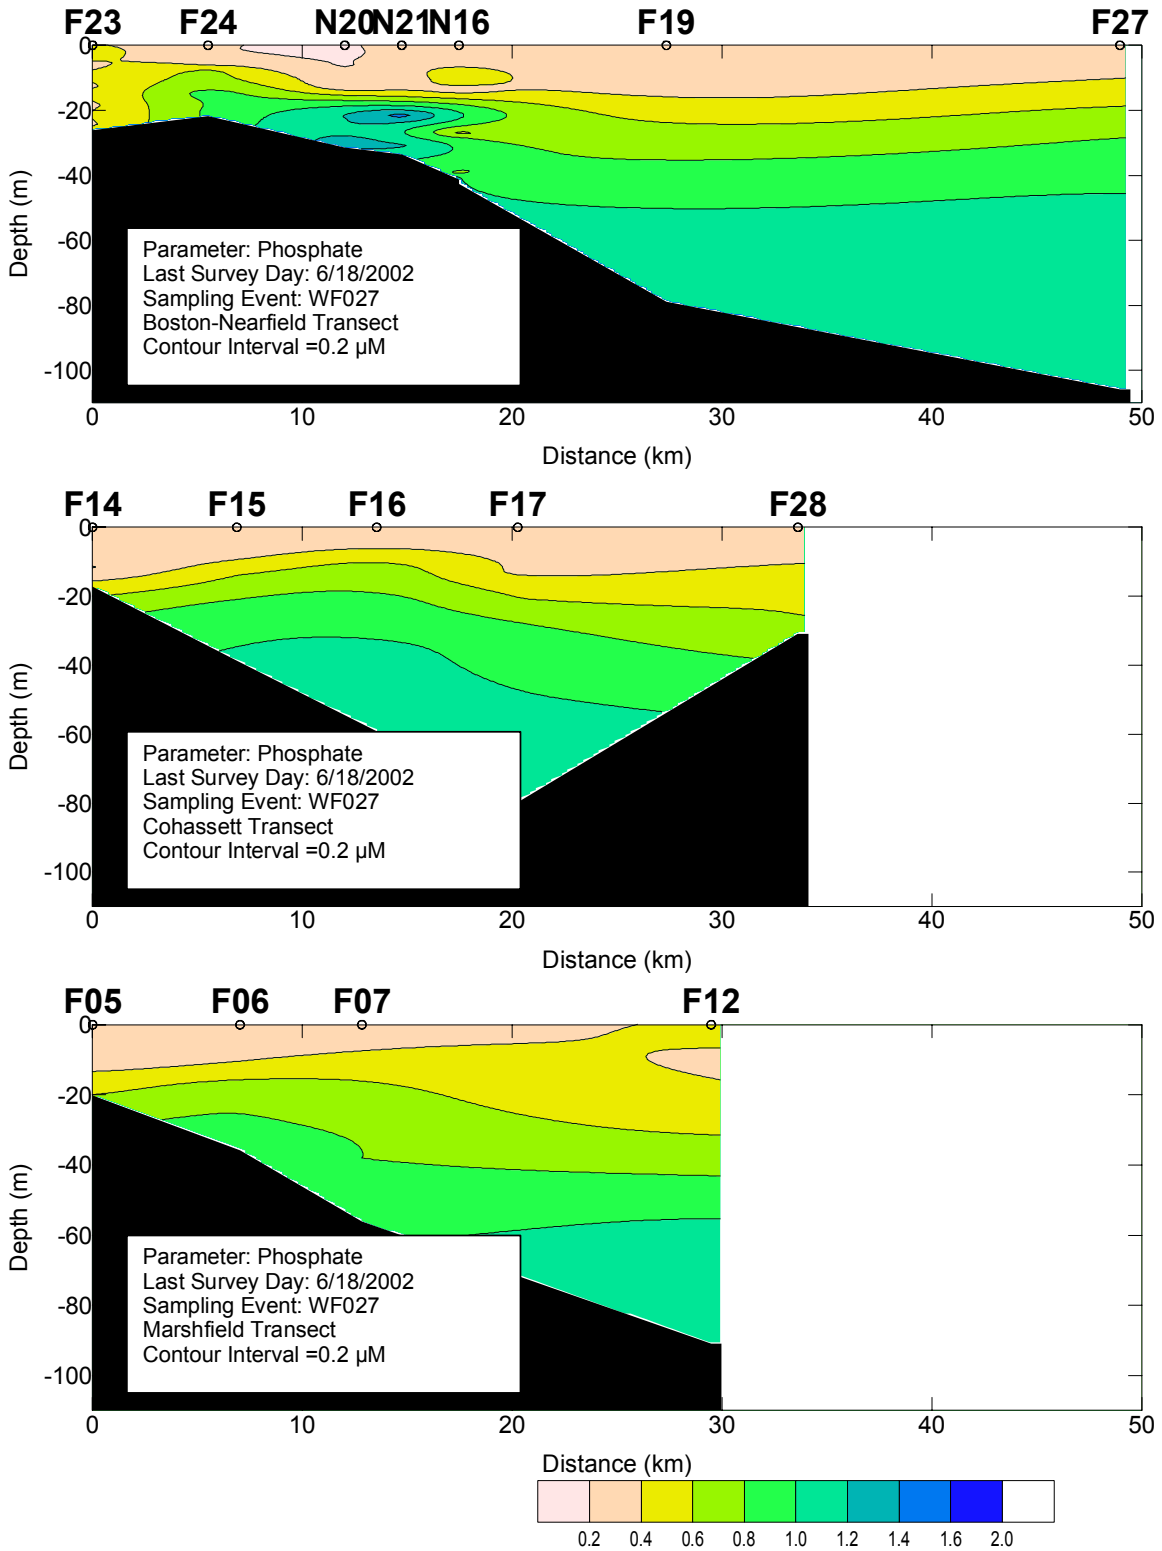 F23 F24 N20 N21 N16 F19 F27
0
-20
-40
-60
-80
-100
Depth (m)
Parameter: Phosphate
Last Survey Day: 6/18/2002
Sampling Event: WF027
Boston-Nearfield Transect
Contour Interval =0.2 µM
0 10 20 30 40 50
Distance (km)
F14 F15 F16 F17 F28
0
-20
-40
-60
-80
-100
Depth (m)
Parameter: Phosphate
Last Survey Day: 6/18/2002
Sampling Event: WF027
Cohassett Transect
Contour Interval =0.2 µM
0 10 20 30 40 50
Distance (km)
F05 F06 F07 F12
0
-20
-40
-60
-80
-100
Depth (m)
Parameter: Phosphate
Last Survey Day: 6/18/2002
Sampling Event: WF027
Marshfield Transect
Contour Interval =0.2 µM
0 10 20 30 40 50
Distance (km)
0.2 0.4 0.6 0.8 1.0 1.2 1.4 1.6 2.0